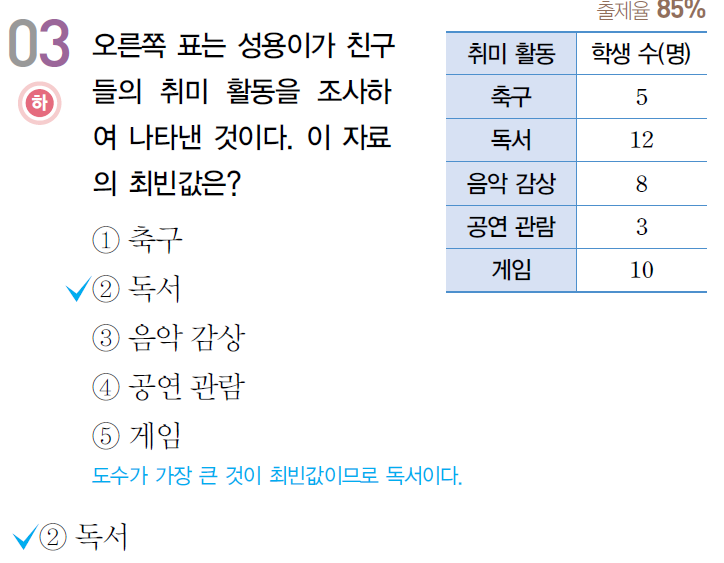 출제율 85%
03
하
오른쪽 표는 성용이가 친구
들의 취미 활동을 조사하
여 나타낸 것이다. 이 자료
의 최빈값은?
취미 활동 학생 수(명)
축구 5
독서 12
음악 감상 8
공연 관람 3
게임 10
① 축구
② 독서
③ 음악 감상
④ 공연 관람
⑤ 게임
도수가 가장 큰 것이 최빈값이므로 독서이다.
② 독서